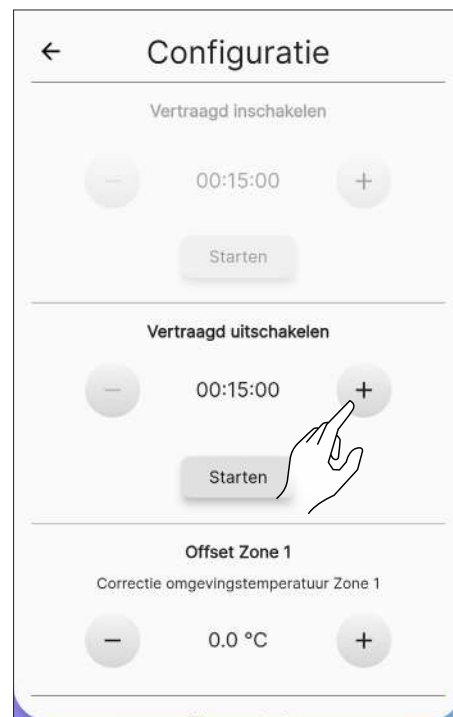 ← Configuratie
Vertraagd inschakelen
− 00:15:00 +
Starten
Vertraagd uitschakelen
− 00:15:00 +
Starten
Offset Zone 1
Correctie omgevingstemperatuur Zone 1
− 0.0 °C +